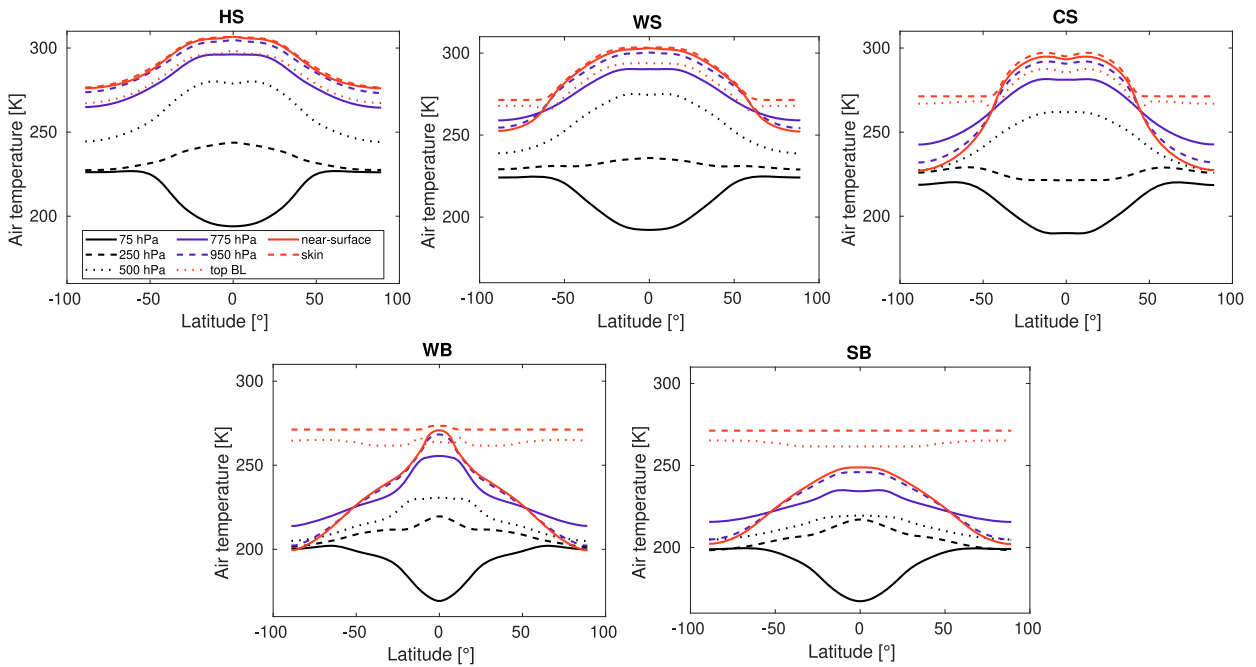 HS
300
250
200
Air temperature [K]
75 hPa
775 hPa
near-surface
250 hPa
950 hPa
skin
500 hPa
top BL
-100
-50
0
50
100
Latitude [°]
WS
300
250
200
Air temperature [K]
-100
-50
0
50
100
Latitude [°]
CS
300
250
200
Air temperature [K]
-100
-50
0
50
100
Latitude [°]
WB
300
250
200
Air temperature [K]
-100
-50
0
50
100
Latitude [°]
SB
300
250
200
Air temperature [K]
-100
-50
0
50
100
Latitude [°]